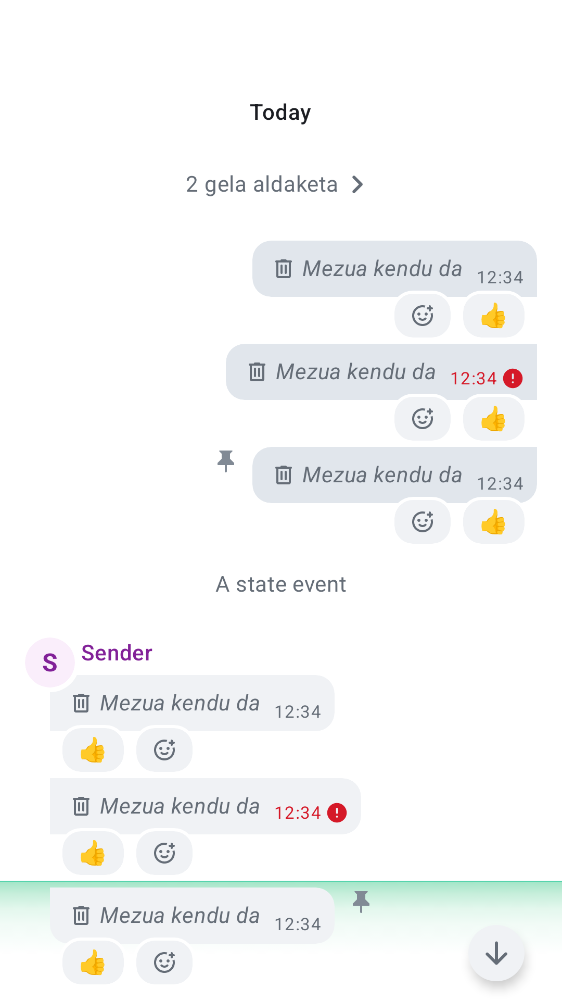 Today
2 gela aldaketa
Mezua kendu da 12:34
👍
Mezua kendu da 12:34
👍
Mezua kendu da 12:34
👍
A state event
S Sender
Mezua kendu da 12:34
👍
Mezua kendu da 12:34
👍
Mezua kendu da 12:34
👍